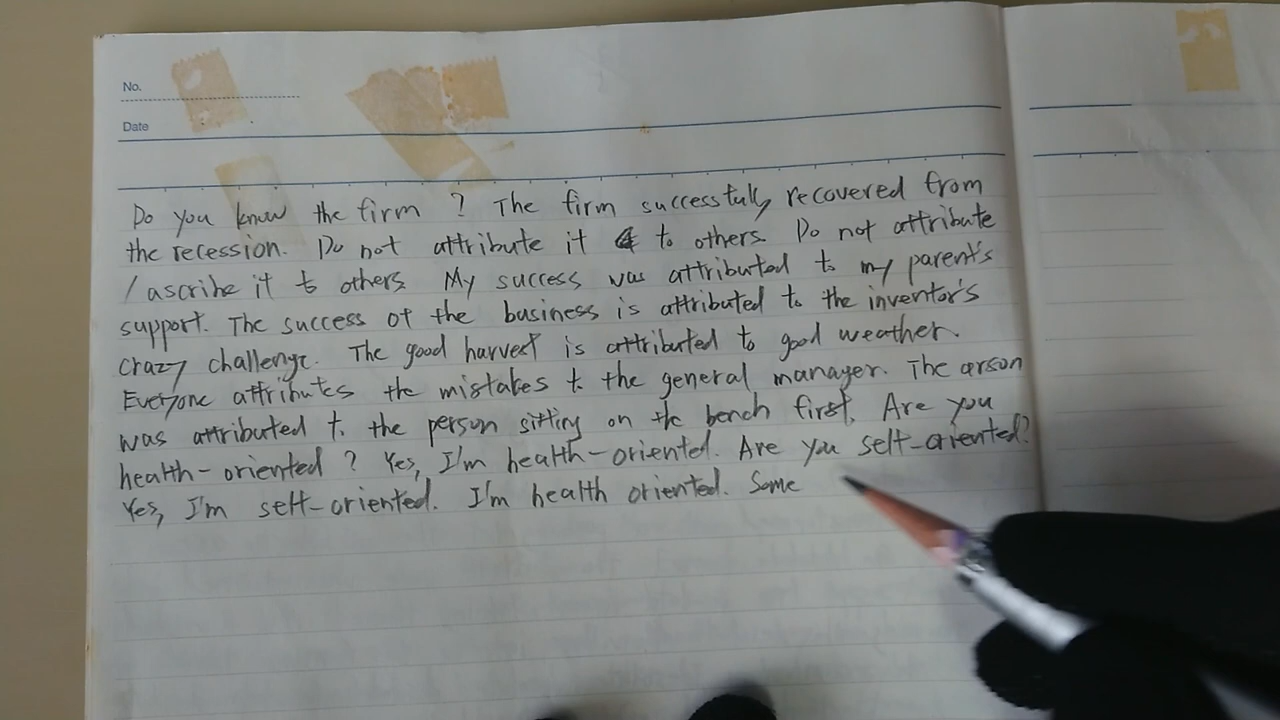 No.
Date
Do you know the firm ? The firm successfully recovered from
the recession. Do not attribute it to others. Do not attribute
/ ascribe it to others. My success was attributed to my parent's
support. The success of the business is attributed to the inventor's
crazy challenge. The good harvest is attributed to good weather.
Everyone attributes the mistakes to the general manager. The arson
was attributed to the person sitting on the bench first. Are you
health-oriented ? Yes, I'm health-oriented. Are you self-oriented?
Yes, I'm self-oriented. I'm health oriented. Some